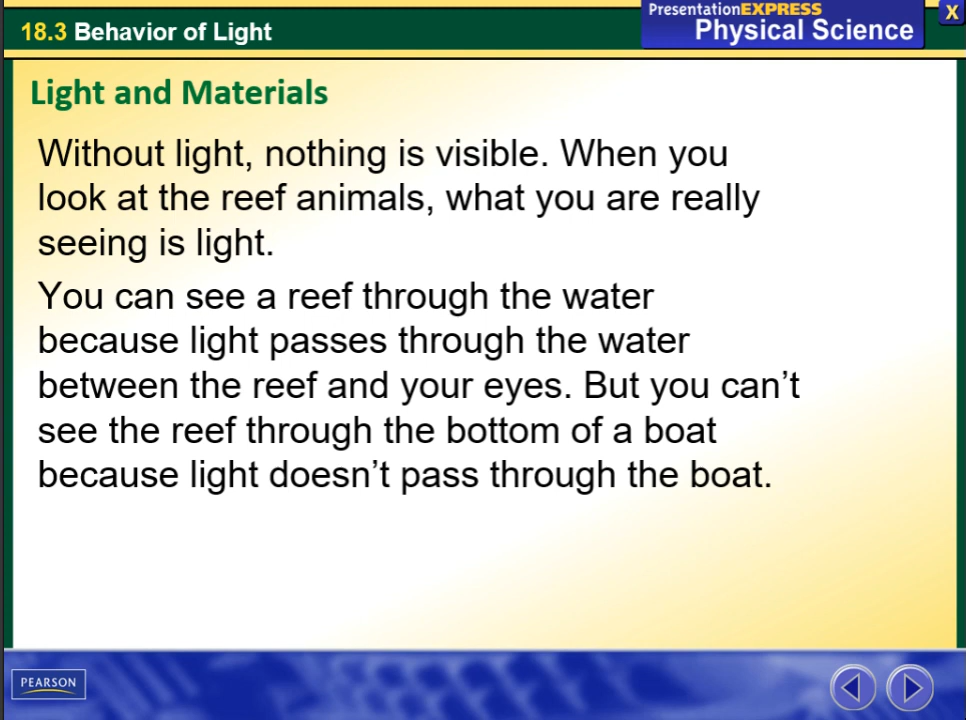 18.3 Behavior of Light
PresentationEXPRESS
Physical Science
X
Light and Materials
Without light, nothing is visible. When you
look at the reef animals, what you are really
seeing is light.
You can see a reef through the water
because light passes through the water
between the reef and your eyes. But you can’t
see the reef through the bottom of a boat
because light doesn’t pass through the boat.
PEARSON